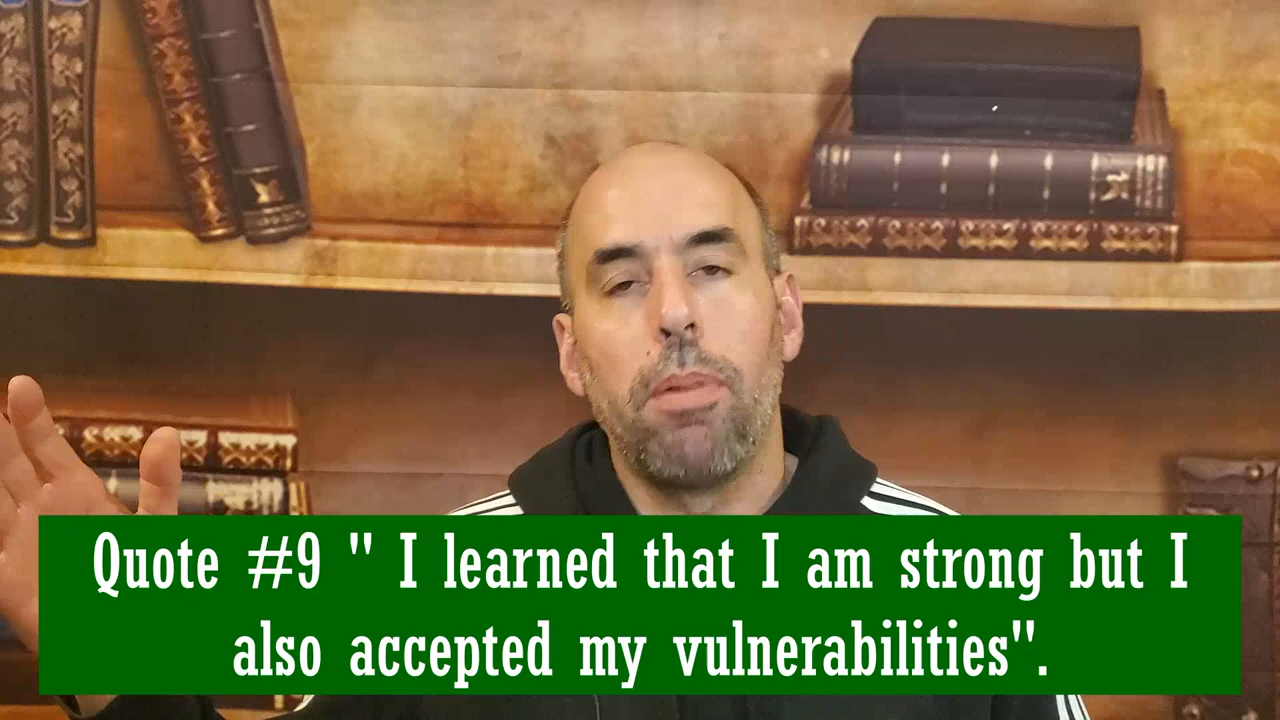 Quote #9 " I learned that I am strong but I
also accepted my vulnerabilities".